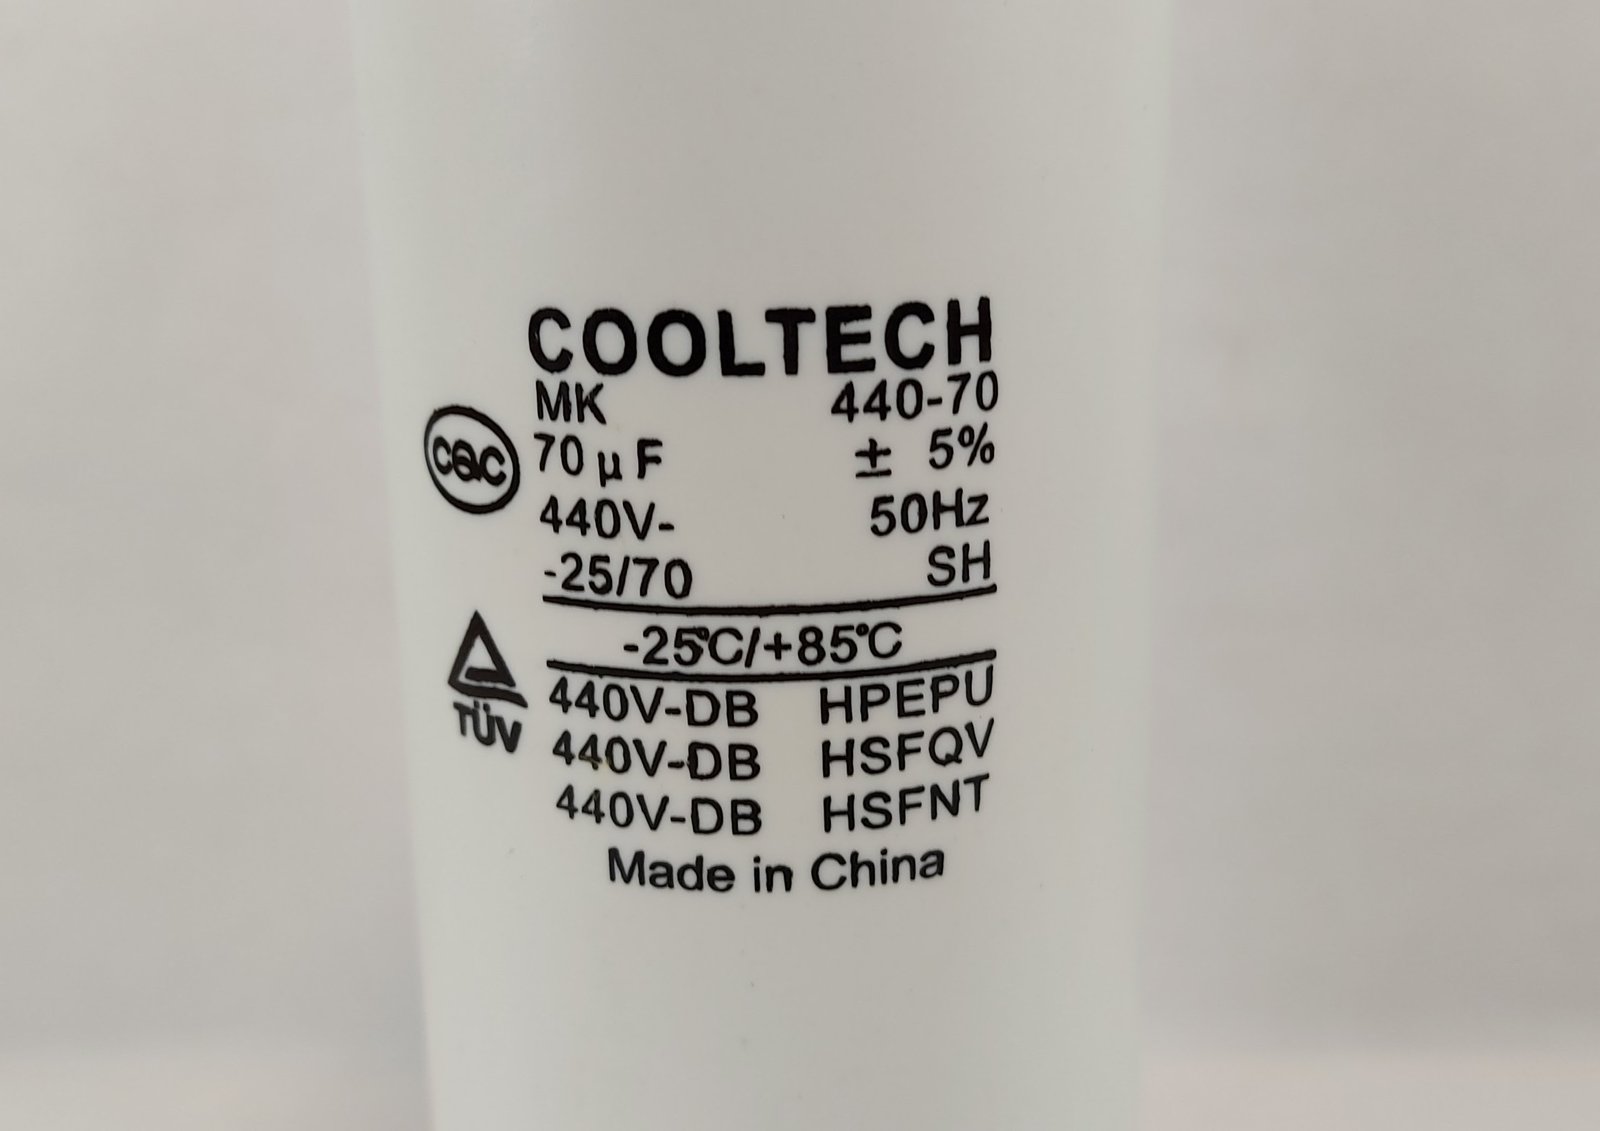 COOLTECH
MK 440-70
cqc 70 µ F ± 5%
440V- 50Hz
-25/70 SH
-25°C/+85°C
TÜV 440V-DB HPEPU
440V-DB HSFQV
440V-DB HSFNT
Made in China